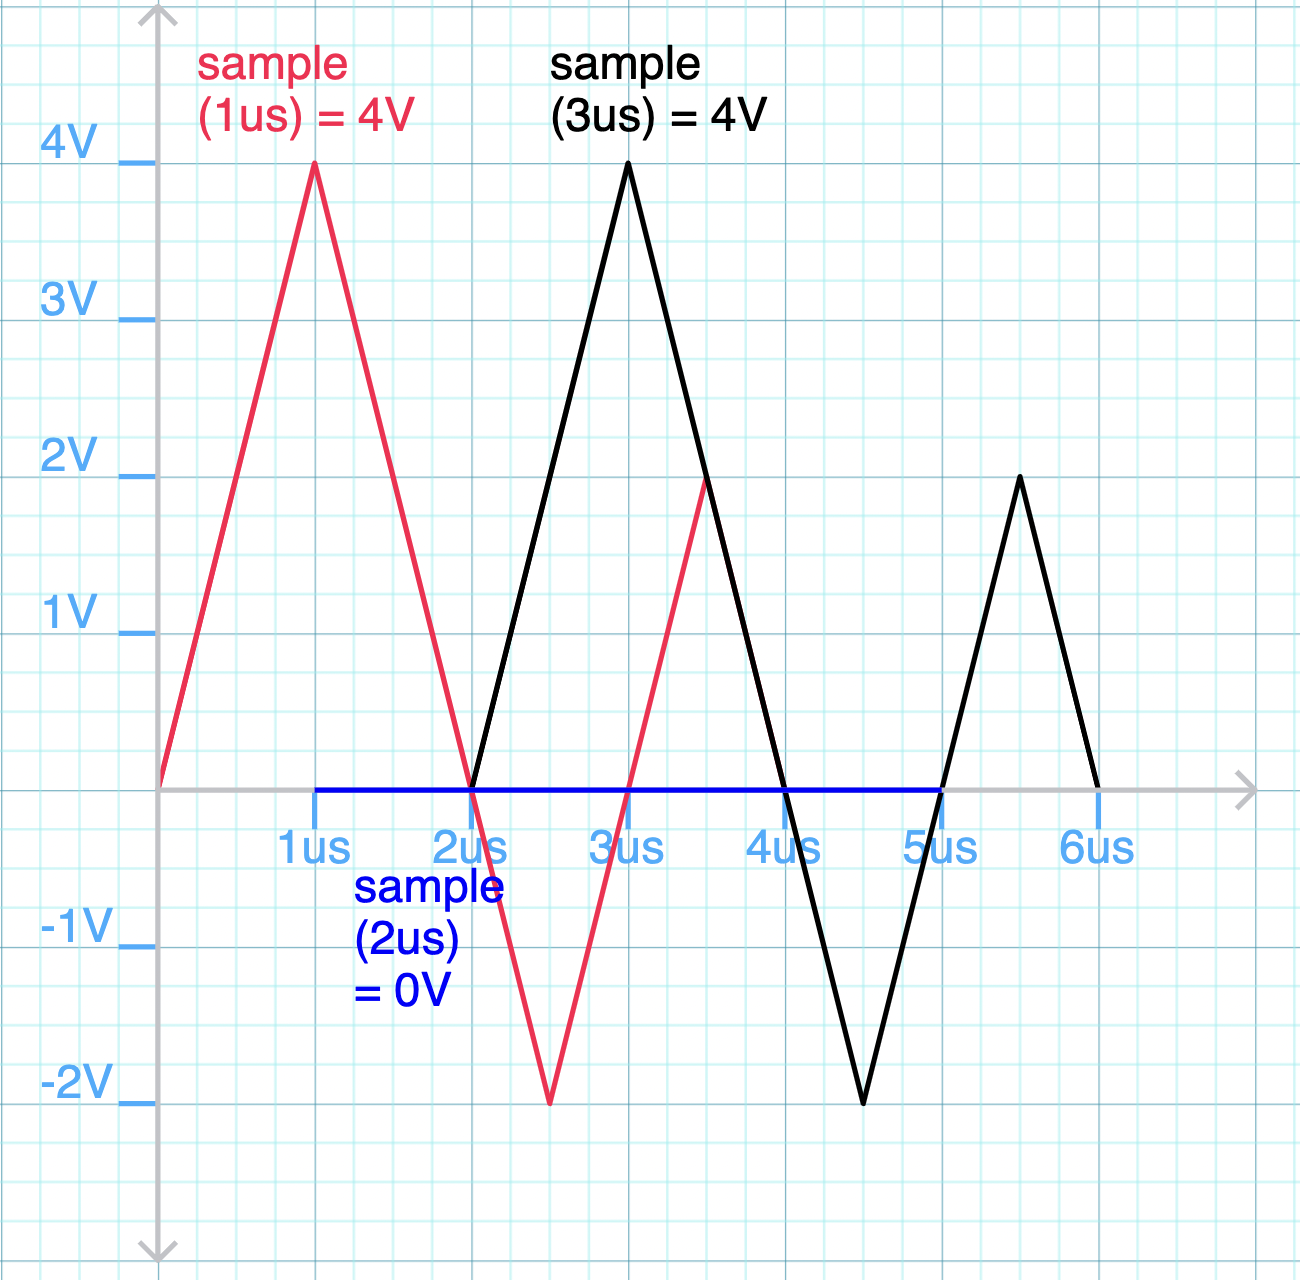 sample
(1us) = 4V
sample
(3us) = 4V
4V
3V
2V
1V
1us
2us
3us
4us
5us
6us
sample
(2us)
= 0V
-1V
-2V